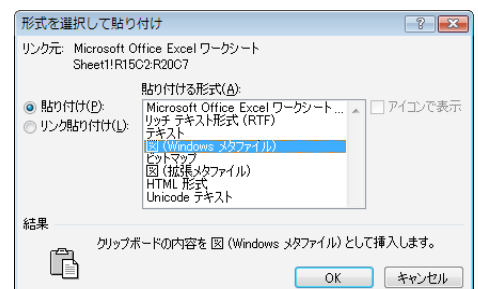 形式を選択して貼り付け
リンク元: Microsoft Office Excel ワークシート
Sheet1!R15C2:R20C7
貼り付ける形式(A):
貼り付け(P):
リンク貼り付け(L):
Microsoft Office Excel ワークシート ...
リッチ テキスト形式 (RTF)
テキスト
図 (Windows メタファイル)
ビットマップ
図 (拡張メタファイル)
HTML 形式
Unicode テキスト
アイコンで表示
結果
クリップボードの内容を 図 (Windows メタファイル) として挿入します。
OK
キャンセル